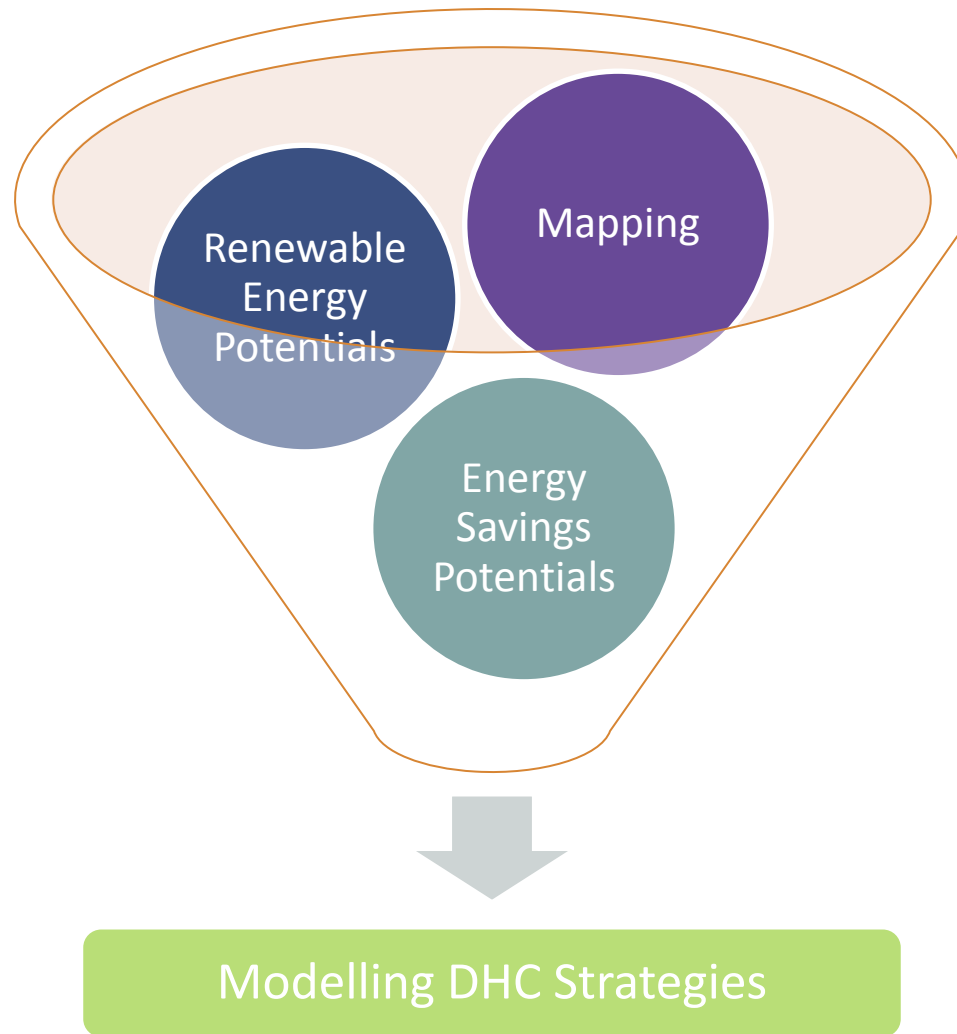 Renewable
Energy
Potentials
Mapping
Energy
Savings
Potentials
Modelling DHC Strategies